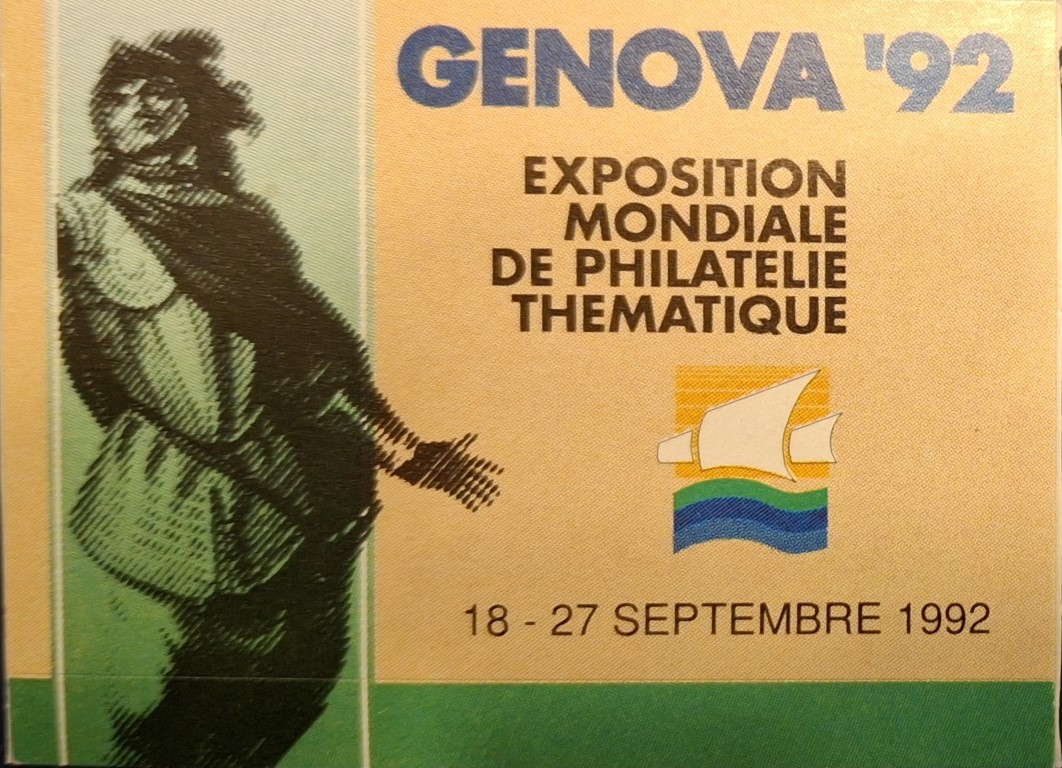 GENOVA '92
EXPOSITION
MONDIALE
DE PHILATELIE
THEMATIQUE
18 - 27 SEPTEMBRE 1992